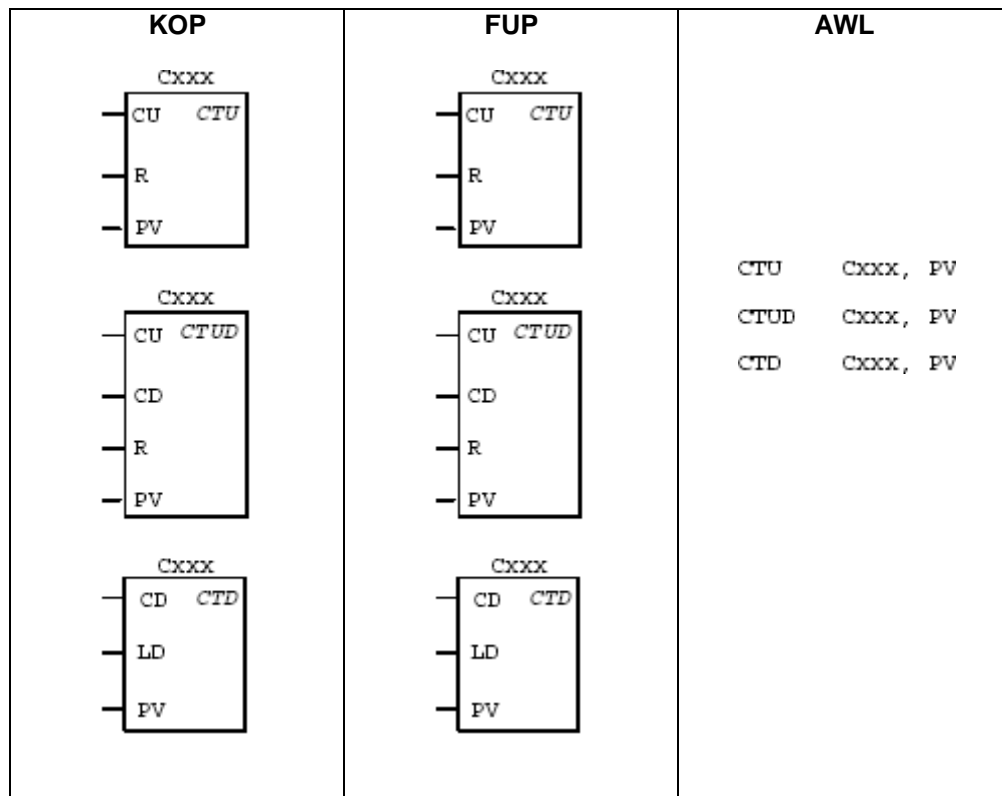 KOP
FUP
AWL
Cxxx
CU CTU
R
PV
Cxxx
CU CTUD
CD
R
PV
Cxxx
CD CTD
LD
PV
Cxxx
CU CTU
R
PV
Cxxx
CU CTUD
CD
R
PV
Cxxx
CD CTD
LD
PV
CTU Cxxx, PV
CTUD Cxxx, PV
CTD Cxxx, PV